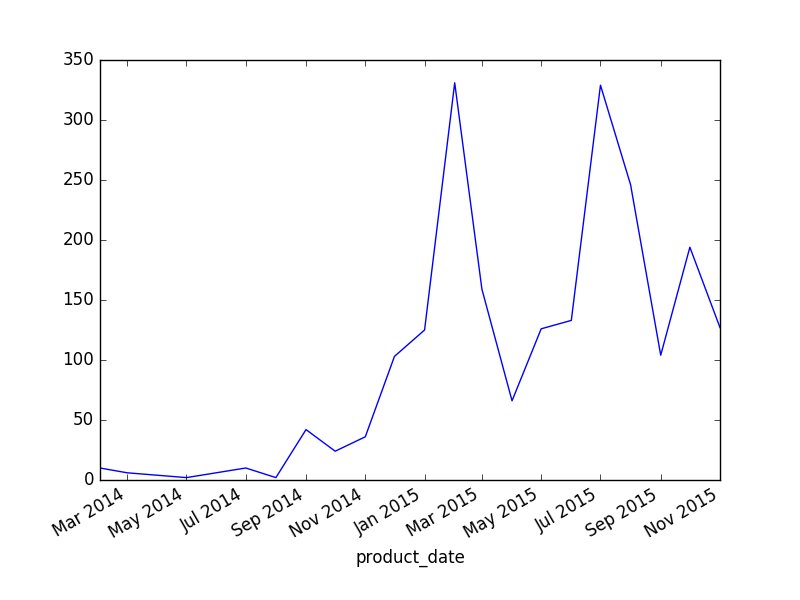 350
300
250
200
150
100
50
0
Mar 2014
May 2014
Jul 2014
Sep 2014
Nov 2014
Jan 2015
Mar 2015
May 2015
Jul 2015
Sep 2015
Nov 2015
product_date